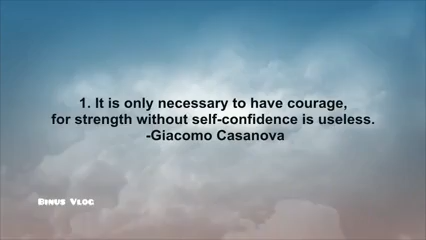 1. It is only necessary to have courage,
for strength without self-confidence is useless.
-Giacomo Casanova
Binus Vlog